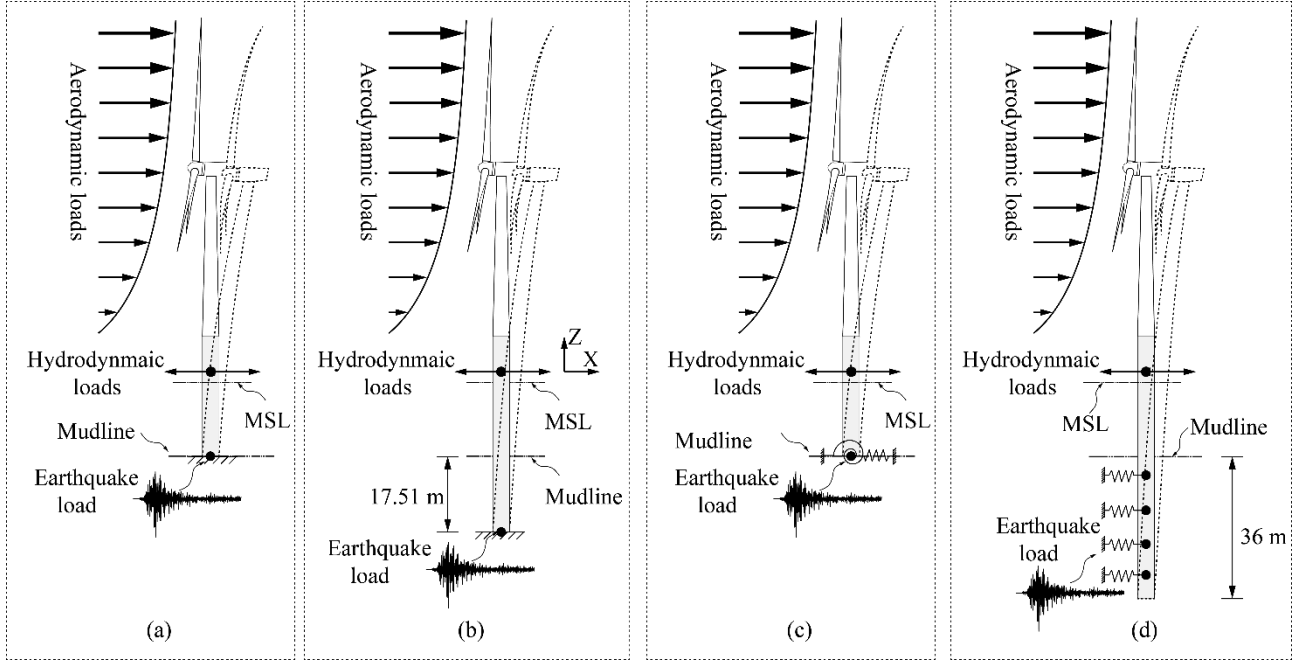 Aerodynamic loads
Hydrodynmaic
loads
MSL
Mudline
Earthquake
load
(a)
Aerodynamic loads
Z
X
Hydrodynmaic
loads
MSL
Mudline
17.51 m
Earthquake
load
(b)
Aerodynamic loads
Hydrodynmaic
loads
MSL
Mudline
Earthquake
load
(c)
Aerodynamic loads
Hydrodynmaic
loads
MSL
Mudline
Earthquake
load
36 m
(d)